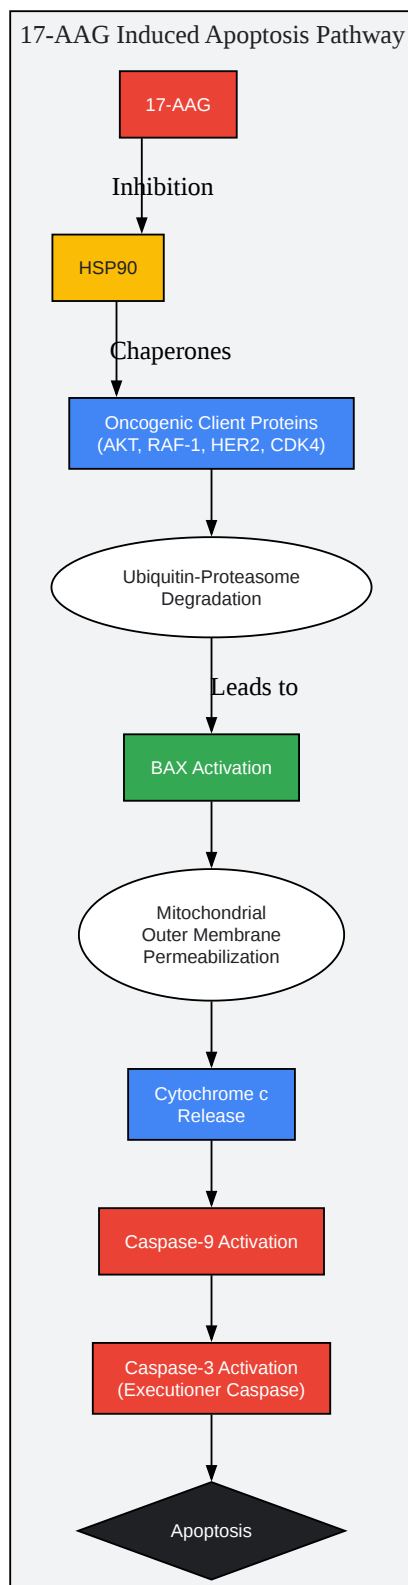 17-AAG Induced Apoptosis Pathway
17-AAG
Inhibition
HSP90
Chaperones
Oncogenic Client Proteins
(AKT, RAF-1, HER2, CDK4)
Ubiquitin-Proteasome
Degradation
Leads to
BAX Activation
Mitochondrial
Outer Membrane
Permeabilization
Cytochrome c
Release
Caspase-9 Activation
Caspase-3 Activation
(Executioner Caspase)
Apoptosis